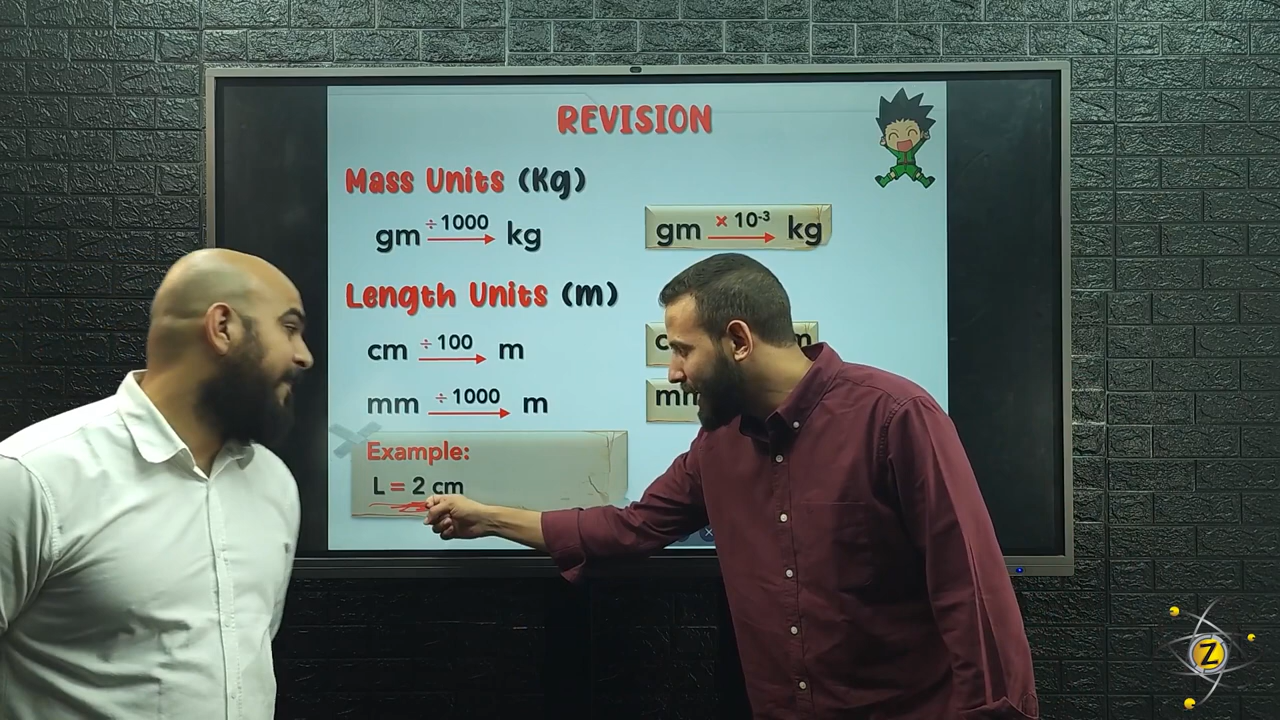 REVISION
Mass Units (Kg)
gm ÷ 1000 kg
gm × 10⁻³ kg
Length Units (m)
cm ÷ 100 m
mm ÷ 1000 m
Example:
L = 2 cm
Z